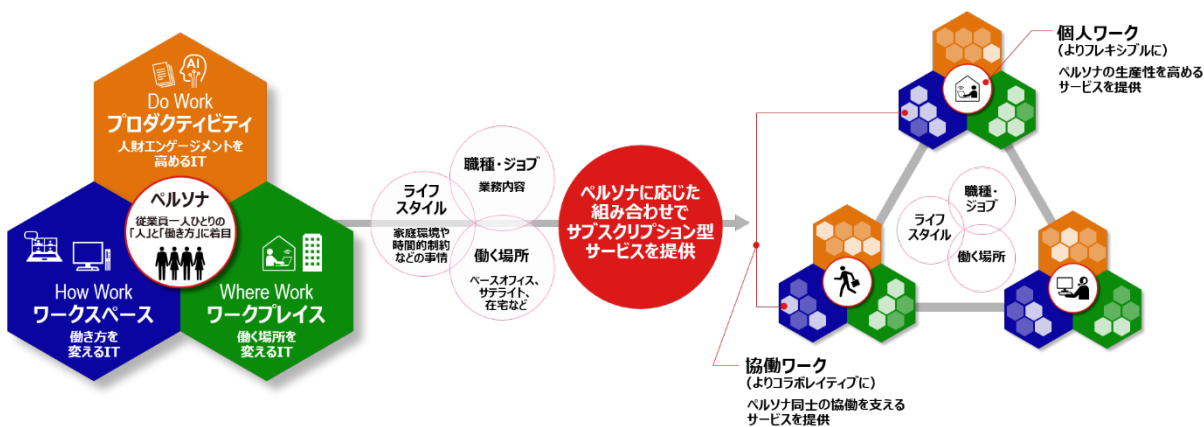 AI
Do Work
プロダクティビティ
人財エンゲージメントを
高めるIT
ペルソナ
従業員一人ひとりの
「人」と「働き方」に着目
How Work
ワークスペース
働き方を
変えるIT
Where Work
ワークプレイス
働く場所を
変えるIT
職種・ジョブ
業務内容
ライフ
スタイル
家庭環境や
時間的制約
などの事情
働く場所
ベースオフィス、
サテライト、
在宅など
ペルソナに応じた
組み合わせで
サブスクリプション型
サービスを提供
個人ワーク
(よりフレキシブルに)
ペルソナの生産性を高める
サービスを提供
職種・
ジョブ
ライフ
スタイル
働く場所
協働ワーク
(よりコラボレイティブに)
ペルソナ同士の協働を支える
サービスを提供